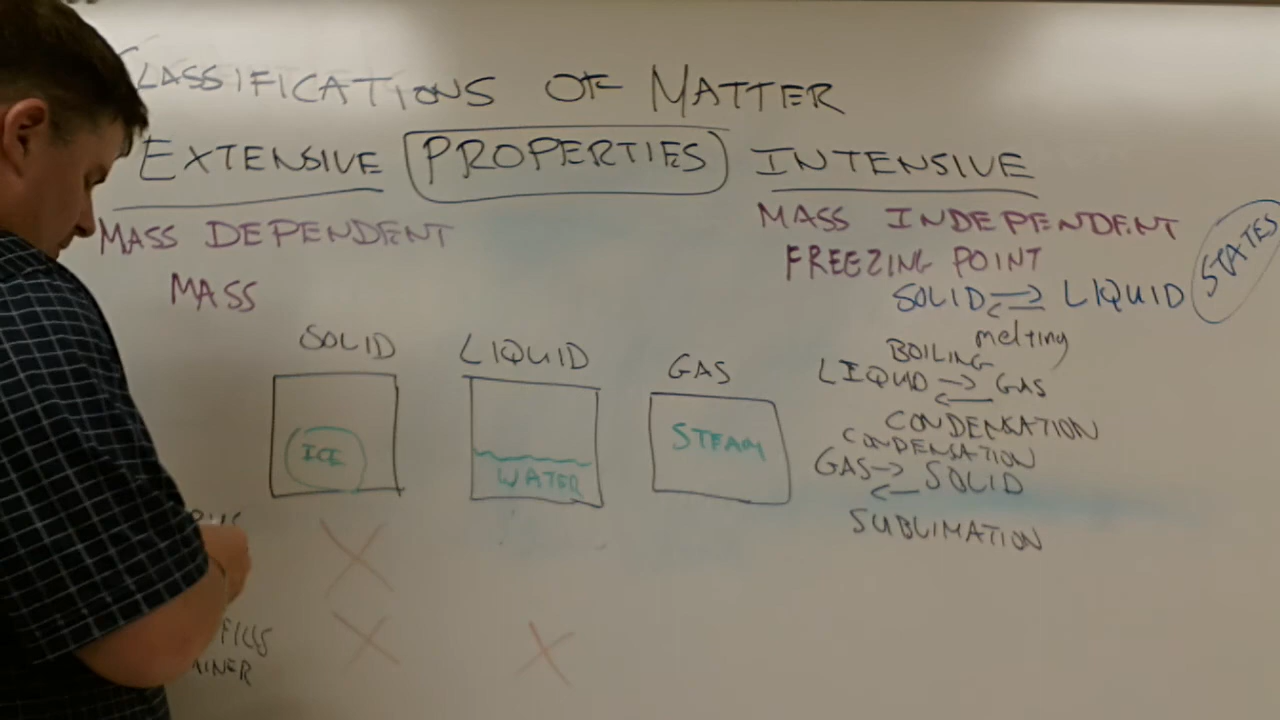 CLASSIFICATIONS OF MATTER
EXTENSIVE PROPERTIES INTENSIVE
MASS DEPENDENT
MASS
MASS INDEPENDENT
FREEZING POINT
SOLID ⇌ LIQUID
melting
STATES
BOILING
LIQUID ⇌ GAS
CONDENSATION
CONDENSATION
GAS ⇌ SOLID
SUBLIMATION
SOLID LIQUID GAS
ICE WATER STEAM
X
X X